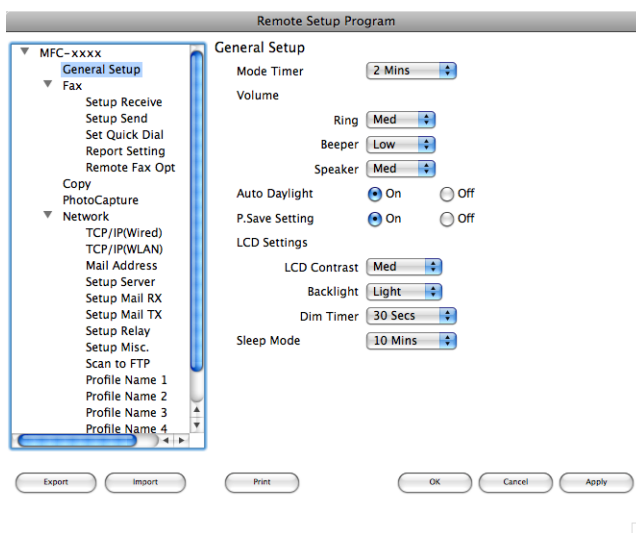 Remote Setup Program
MFC-xxxx
General Setup
Fax
Setup Receive
Setup Send
Set Quick Dial
Report Setting
Remote Fax Opt
Copy
PhotoCapture
Network
TCP/IP(Wired)
TCP/IP(WLAN)
Mail Address
Setup Server
Setup Mail RX
Setup Mail TX
Setup Relay
Setup Misc.
Scan to FTP
Profile Name 1
Profile Name 2
Profile Name 3
Profile Name 4
General Setup
Mode Timer 2 Mins
Volume
Ring Med
Beeper Low
Speaker Med
Auto Daylight On Off
P.Save Setting On Off
LCD Settings
LCD Contrast Med
Backlight Light
Dim Timer 30 Secs
Sleep Mode 10 Mins
Export Import Print OK Cancel Apply